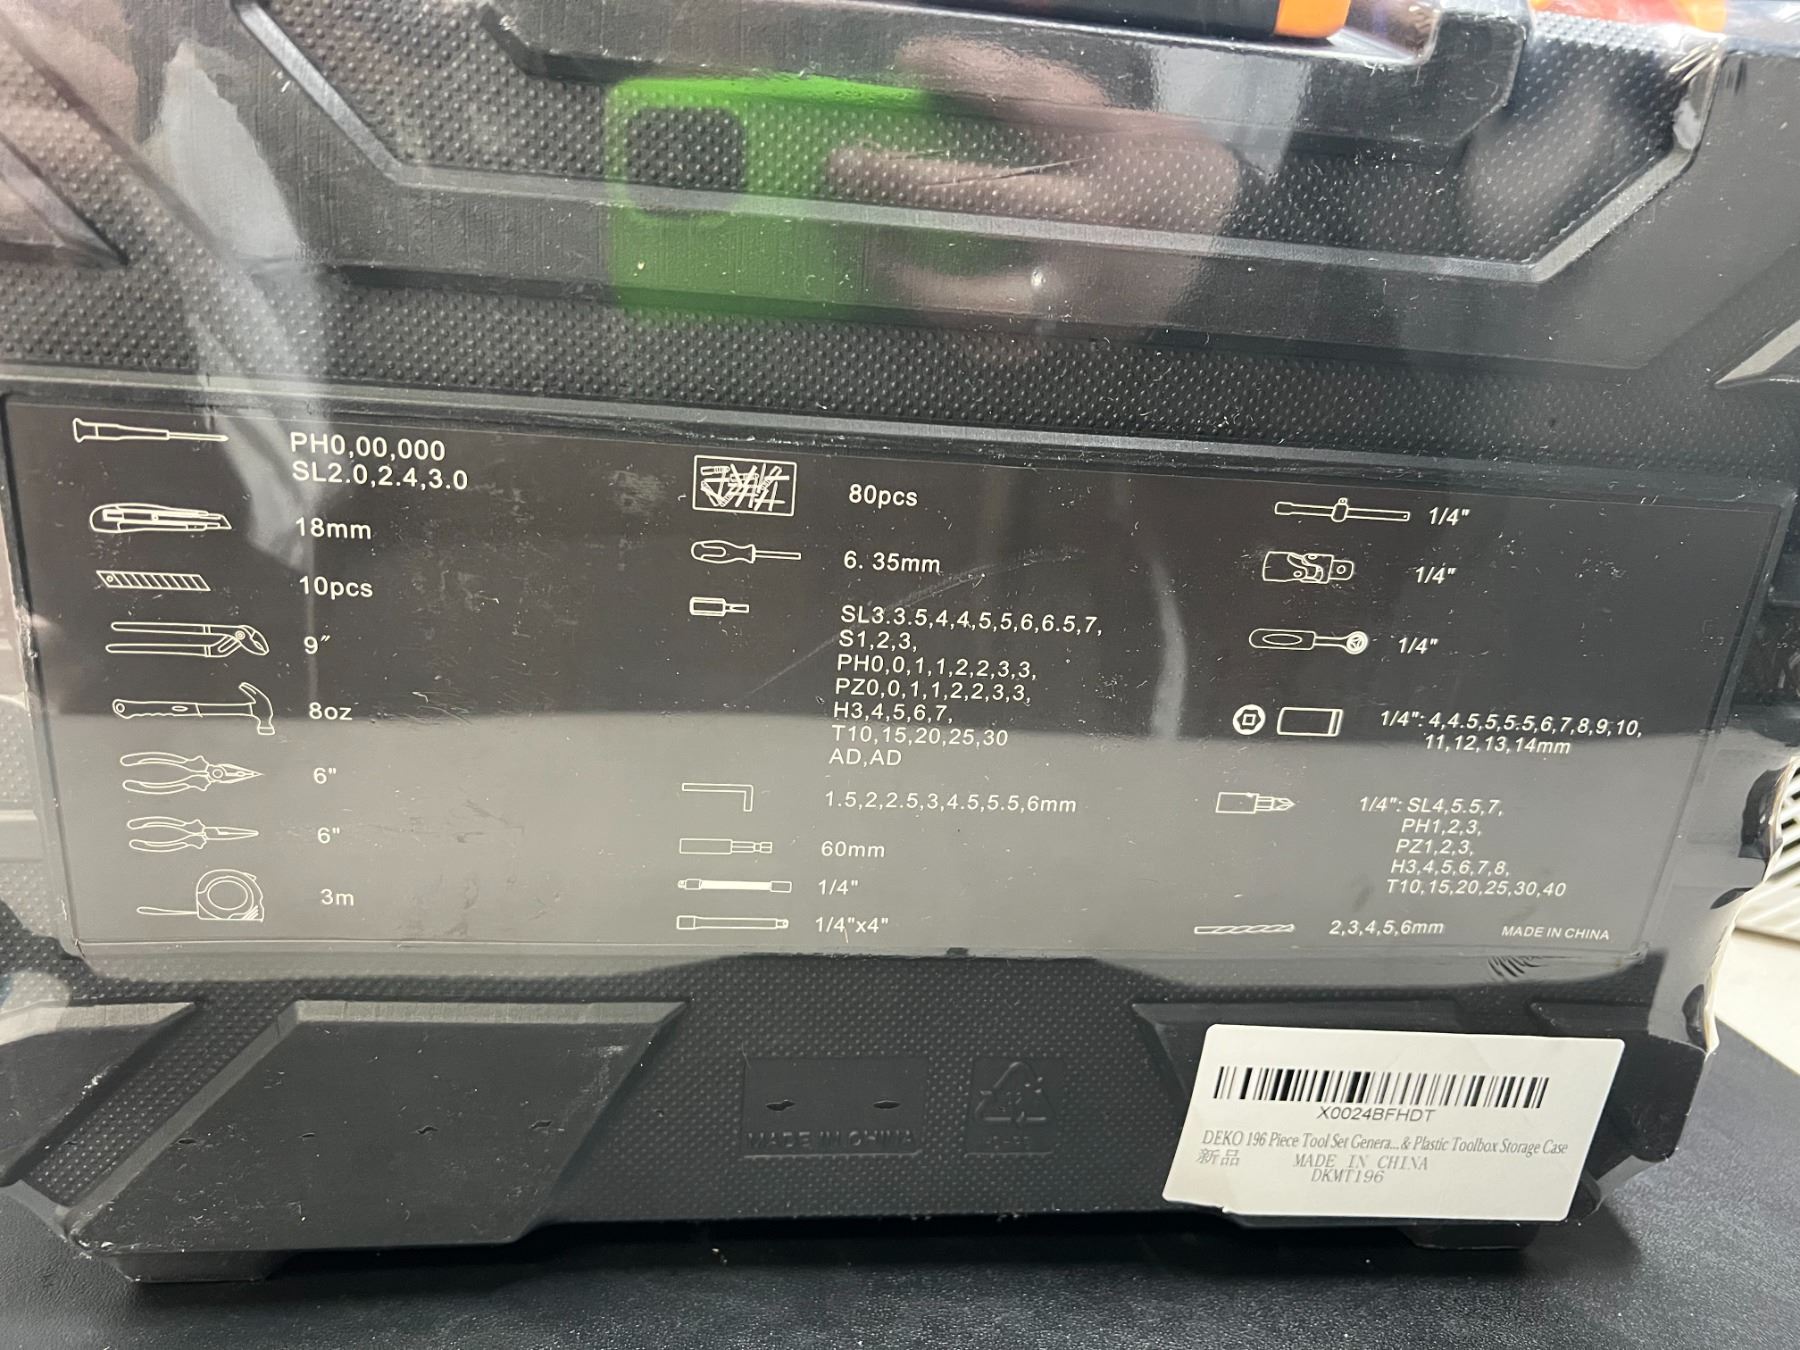 PH0,00,000
SL2.0,2.4,3.0
18mm
10pcs
9″
8oz
6"
6"
3m
80pcs
6. 35mm
SL3.3.5,4,4,5,5,6,6.5,7,
S1,2,3,
PH0,0,1,1,2,2,3,3,
PZ0,0,1,1,2,2,3,3,
H3,4,5,6,7,
T10,15,20,25,30
AD,AD
1.5,2,2.5,3,4.5,5.5,6mm
60mm
1/4"
1/4"x4"
1/4"
1/4"
1/4"
1/4": 4,4.5,5,5.5,6,7,8,9,10,
11,12,13,14mm
1/4": SL4,5.5,7,
PH1,2,3,
PZ1,2,3,
H3,4,5,6,7,8,
T10,15,20,25,30,40
2,3,4,5,6mm
MADE IN CHINA
MADE IN CHINA
X0024BFHDT
DEKO 196 Piece Tool Set Genera...& Plastic Toolbox Storage Case
新品 MADE IN CHINA
DKMT196